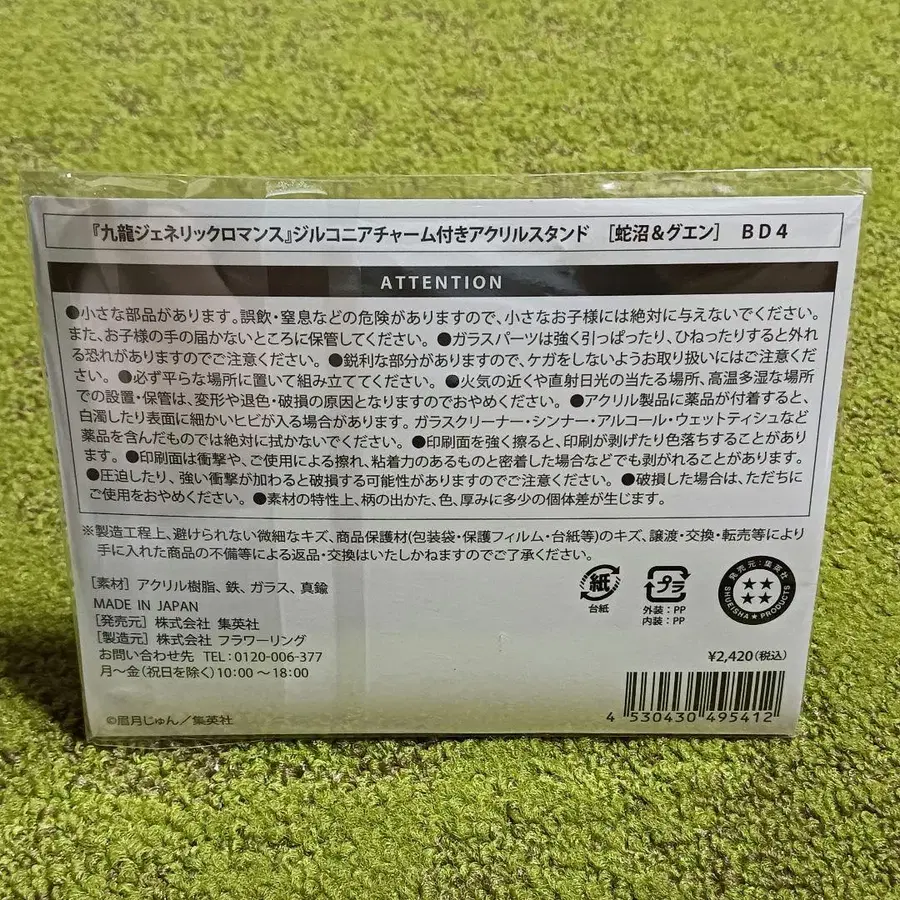 『九龍ジェネリックロマンス』ジルコニアチャーム付きアクリルスタンド ［蛇沼＆グエン］ BD4
ATTENTION
●小さな部品があります。誤飲・窒息などの危険がありますので、小さなお子様には絶対に与えないでください。
また、お子様の手の届かないところに保管してください。 ●ガラスパーツは強く引っぱったり、ひねったりすると外れ
る恐れがありますのでご注意ください。 ●鋭利な部分がありますので、ケガをしないようお取り扱いにはご注意くださ
い。 ●必ず平らな場所に置いて組み立ててください。 ●火気の近くや直射日光の当たる場所、高温多湿な場所
での設置・保管は、変形や退色・破損の原因となりますのでおやめください。 ●アクリル製品に薬品が付着すると、
白濁したり表面に細かいヒビが入る場合があります。ガラスクリーナー・シンナー・アルコール・ウェットティシュなど
薬品を含んだものでは絶対に拭かないでください。 ●印刷面を強く擦ると、印刷が剥げたり色落ちすることがありま
す。 ●印刷面は衝撃や、ご使用による擦れ、粘着力のあるものと密着した場合などでも剥がれることがあります。
●圧迫したり、強い衝撃が加わると破損する可能性がありますのでご注意ください。 ●破損した場合は、ただちに
ご使用をおやめください。 ●素材の特性上、柄の出かた、色、厚みに多少の個体差が生じます。
※製造工程上、避けられない微細なキズ、商品保護材(包装袋・保護フィルム・台紙等)のキズ、譲渡・交換・転売等により
手に入れた商品の不備等による返品・交換はいたしかねますのでご了承ください。
［素材］ アクリル樹脂、鉄、ガラス、真鍮
MADE IN JAPAN
［発売元］ 株式会社 集英社
［製造元］ 株式会社 フラワーリング
お問い合わせ先 TEL：0120-006-377
月〜金（祝日を除く）10：00〜18：00
©眉月じゅん／集英社
紙
台紙
プラ
外装：PP
内装：PP
発売元：集英社
SHUEISHA★PRODUCTS
¥2,420（税込）
4 530430 495412